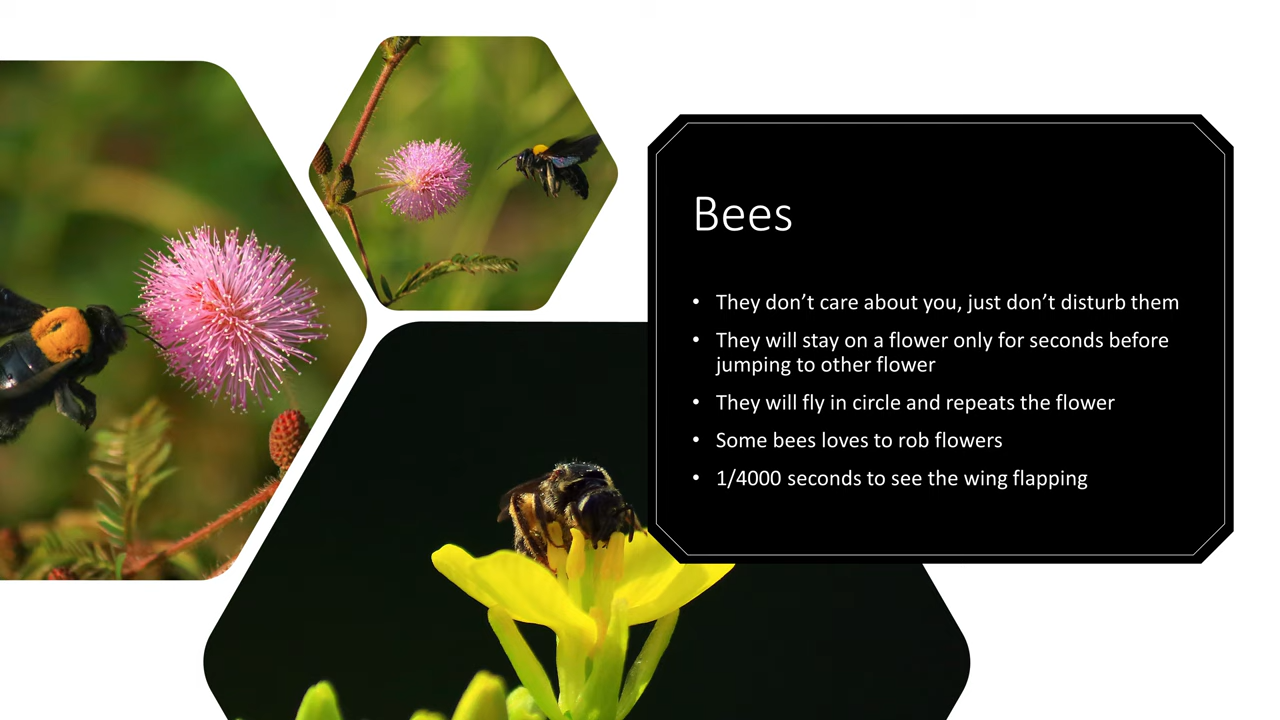 Bees
• They don’t care about you, just don’t disturb them
• They will stay on a flower only for seconds before
jumping to other flower
• They will fly in circle and repeats the flower
• Some bees loves to rob flowers
• 1/4000 seconds to see the wing flapping